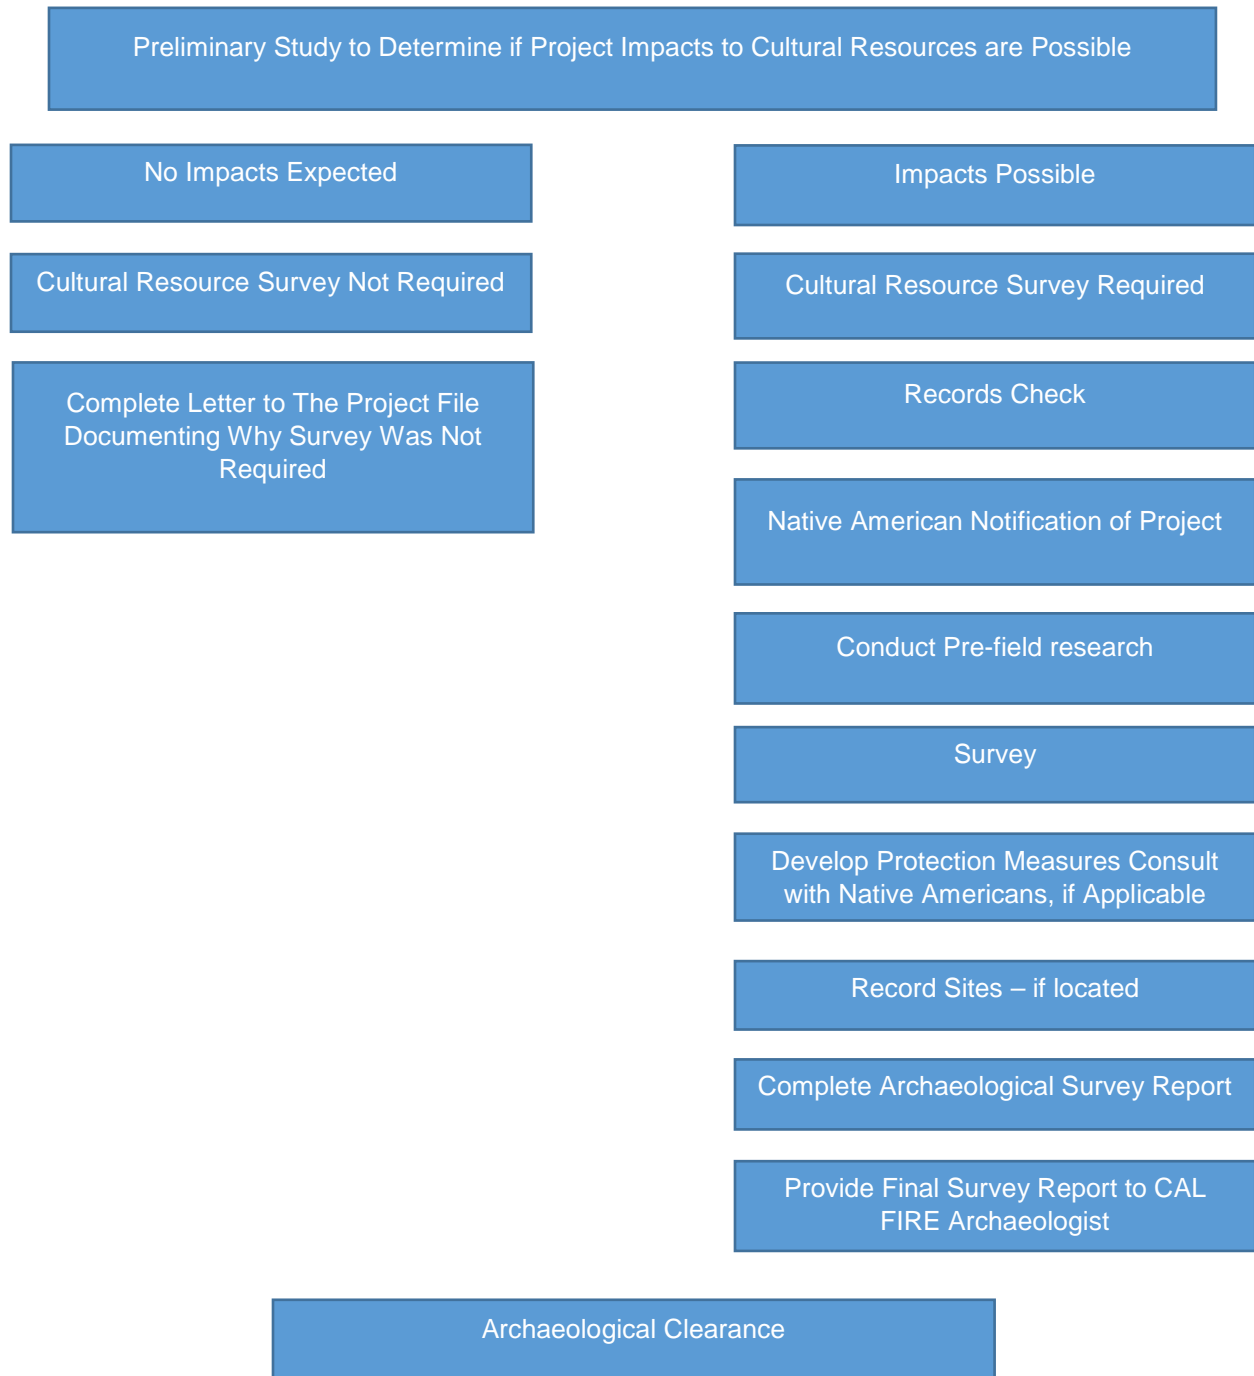 Preliminary Study to Determine if Project Impacts to Cultural Resources are Possible
No Impacts Expected
Cultural Resource Survey Not Required
Complete Letter to The Project File
Documenting Why Survey Was Not
Required
Impacts Possible
Cultural Resource Survey Required
Records Check
Native American Notification of Project
Conduct Pre-field research
Survey
Develop Protection Measures Consult
with Native Americans, if Applicable
Record Sites – if located
Complete Archaeological Survey Report
Provide Final Survey Report to CAL
FIRE Archaeologist
Archaeological Clearance